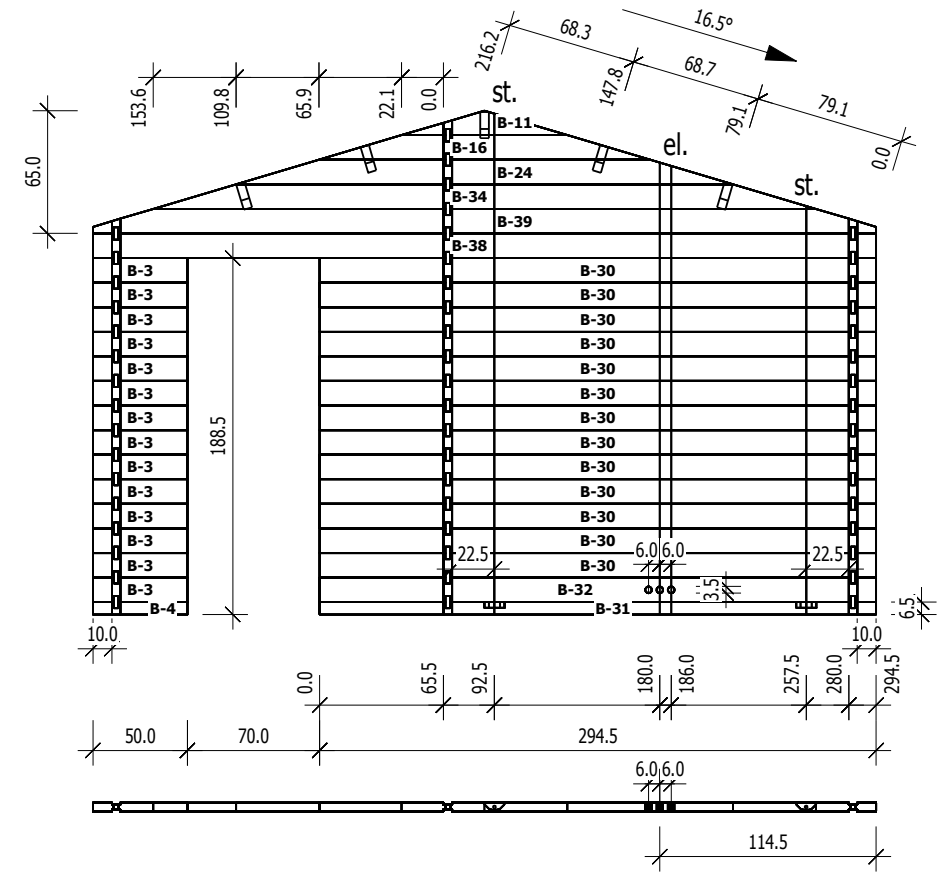 16.5°
68.3
68.7
79.1
216.2
147.8
79.1
0.0
153.6
109.8
65.9
22.1
0.0
65.0
st.
el.
st.
B-11
B-16
B-24
B-34
B-39
B-38
B-3 B-30
B-3 B-30
B-3 B-30
B-3 B-30
B-3 B-30
B-3 B-30
B-3 B-30
B-3 B-30
B-3 B-30
B-3 B-30
B-3 B-30
B-3 B-30
B-3 B-30
B-3 B-32
B-4 B-31
188.5
22.5
6.0 6.0
22.5
3.5
6.5
10.0
10.0
0.0
65.5
92.5
180.0
186.0
257.5
280.0
294.5
50.0 70.0 294.5
6.0 6.0
114.5